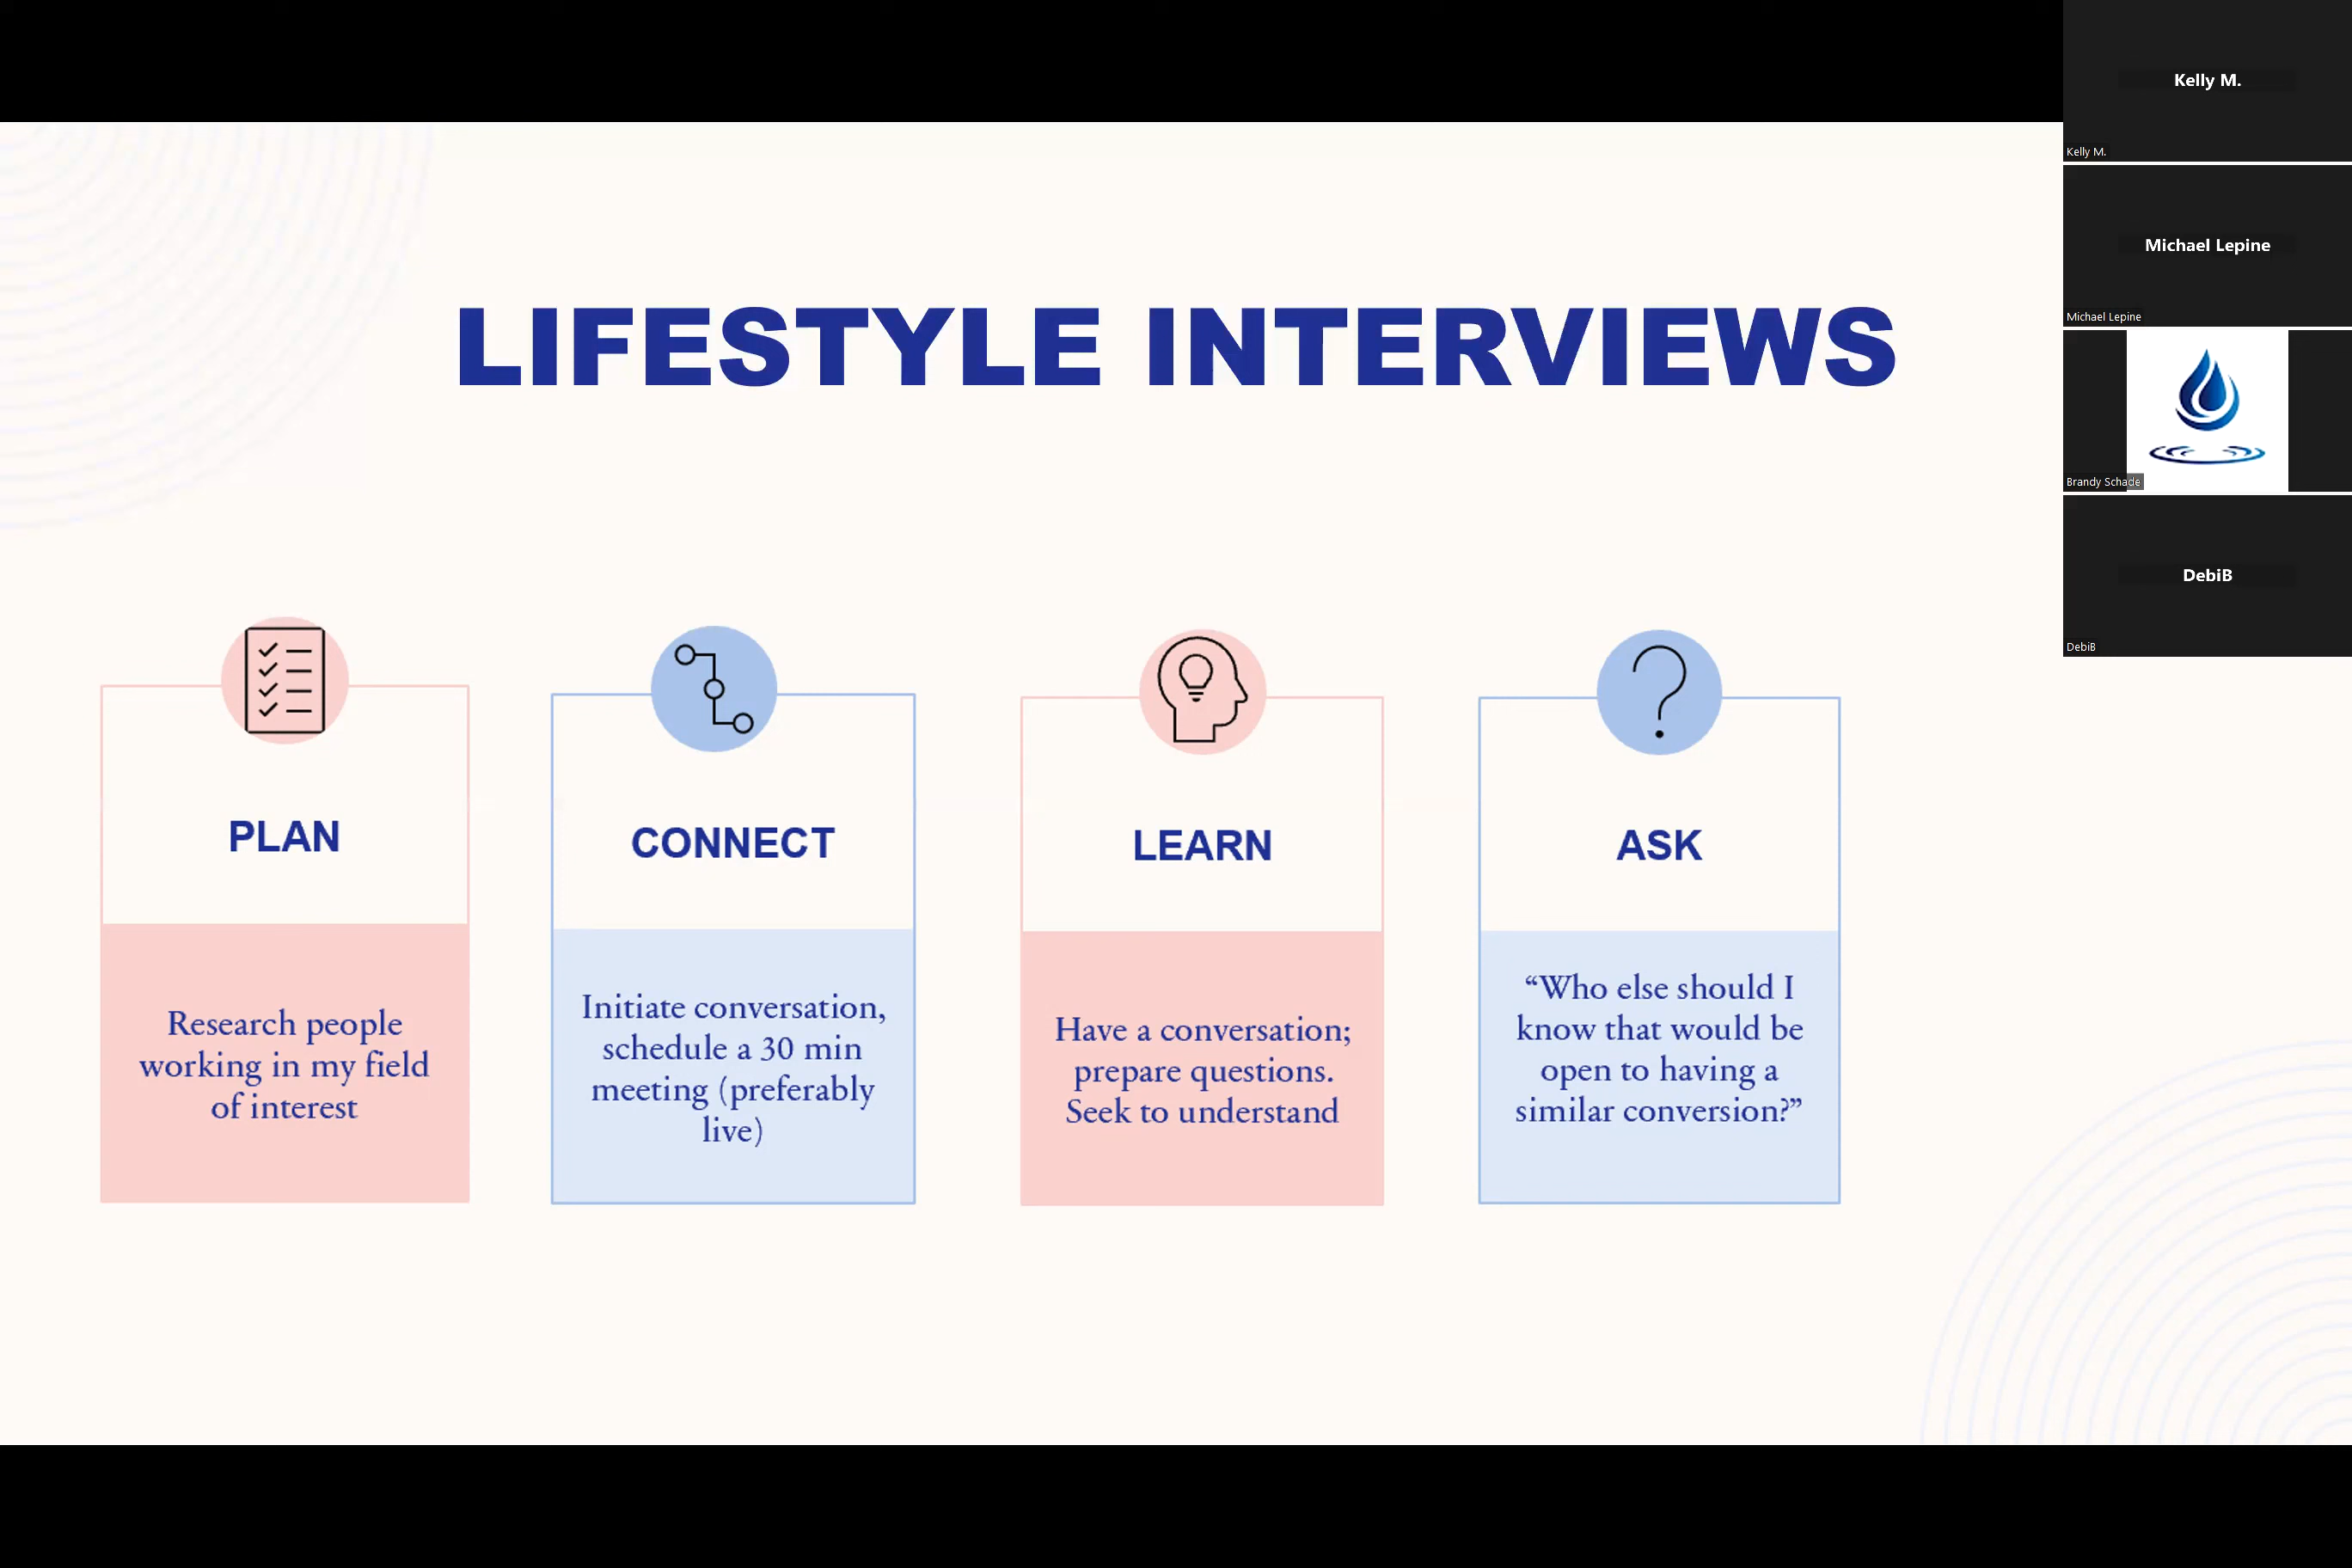 LIFESTYLE INTERVIEWS
PLAN
Research people
working in my field
of interest
CONNECT
Initiate conversation,
schedule a 30 min
meeting (preferably
live)
LEARN
Have a conversation;
prepare questions.
Seek to understand
ASK
“Who else should I
know that would be
open to having a
similar conversion?”
Kelly M.
Kelly M.
Michael Lepine
Michael Lepine
Brandy Schade
DebiB
DebiB